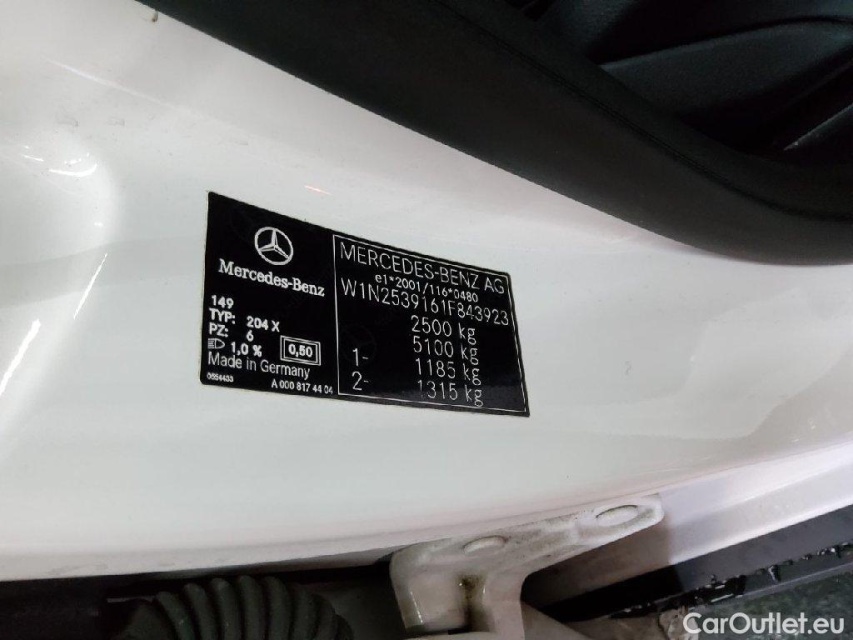 Mercedes-Benz
149
TYP: 204 X
PZ: 6
1,0 % 0,50
Made in Germany
0654433 A 000 817 44 04
MERCEDES-BENZ AG
e1*2001/116*0480
W1N2539161F843923
2500 kg
5100 kg
1- 1185 kg
2- 1315 kg
CarOutlet.eu